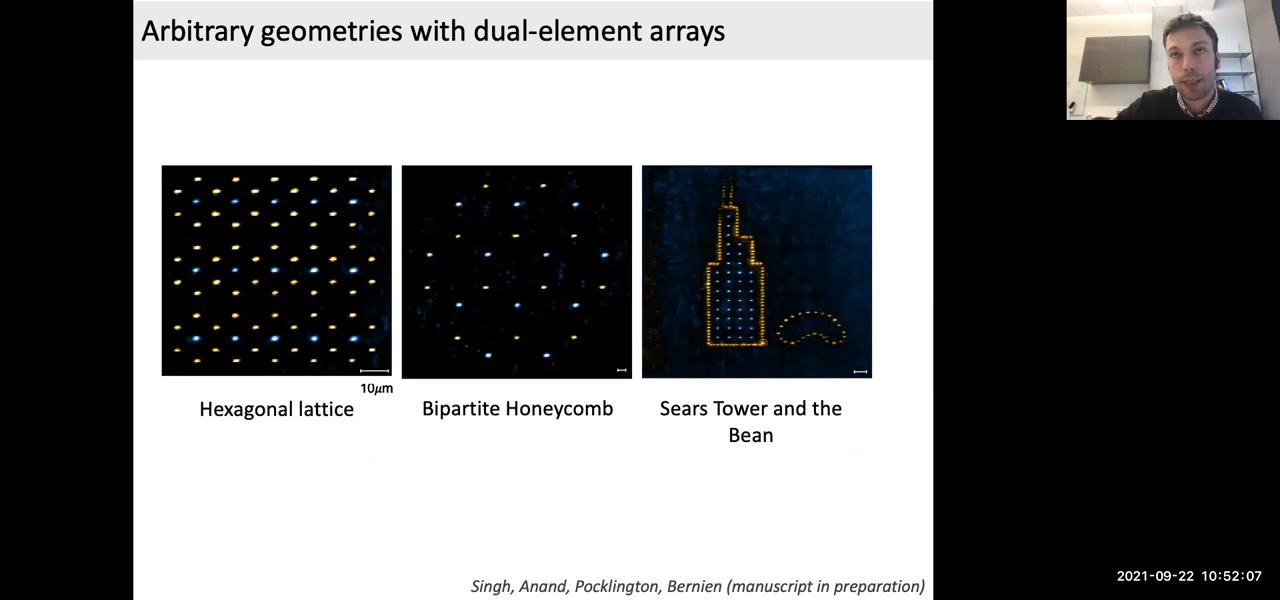 Arbitrary geometries with dual-element arrays
10μm
Hexagonal lattice
Bipartite Honeycomb
Sears Tower and the
Bean
Singh, Anand, Pocklington, Bernien (manuscript in preparation)
2021-09-22 10:52:07